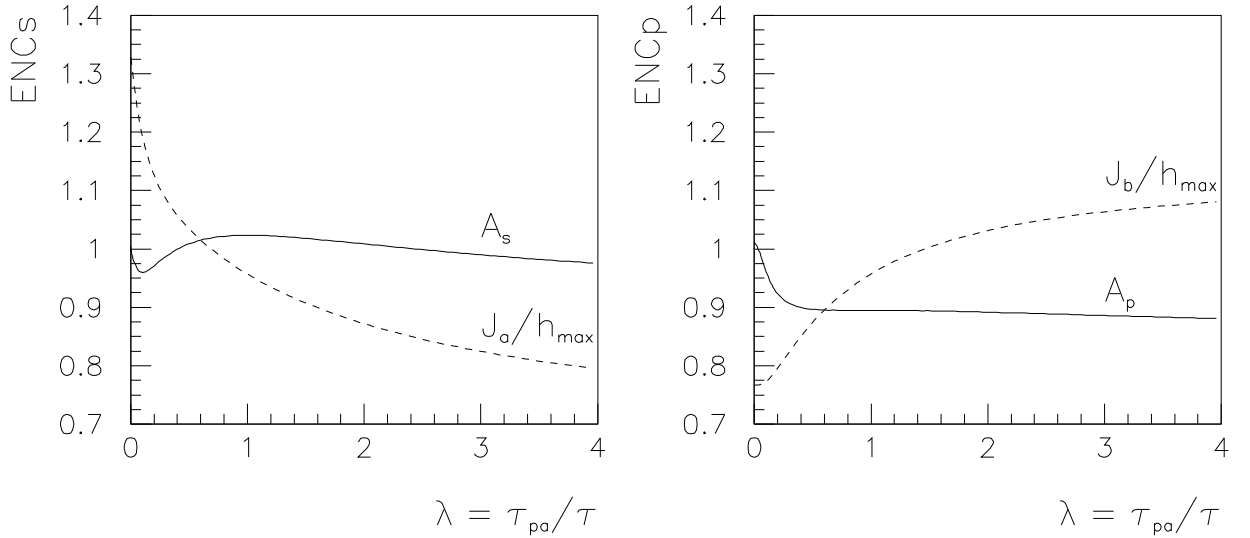 ENCs
1.4
1.3
1.2
1.1
1
0.9
0.8
0.7
0 1 2 3 4
A_s
J_a/h_max
λ = τ_pa/τ
ENCp
1.4
1.3
1.2
1.1
1
0.9
0.8
0.7
0 1 2 3 4
J_b/h_max
A_p
λ = τ_pa/τ